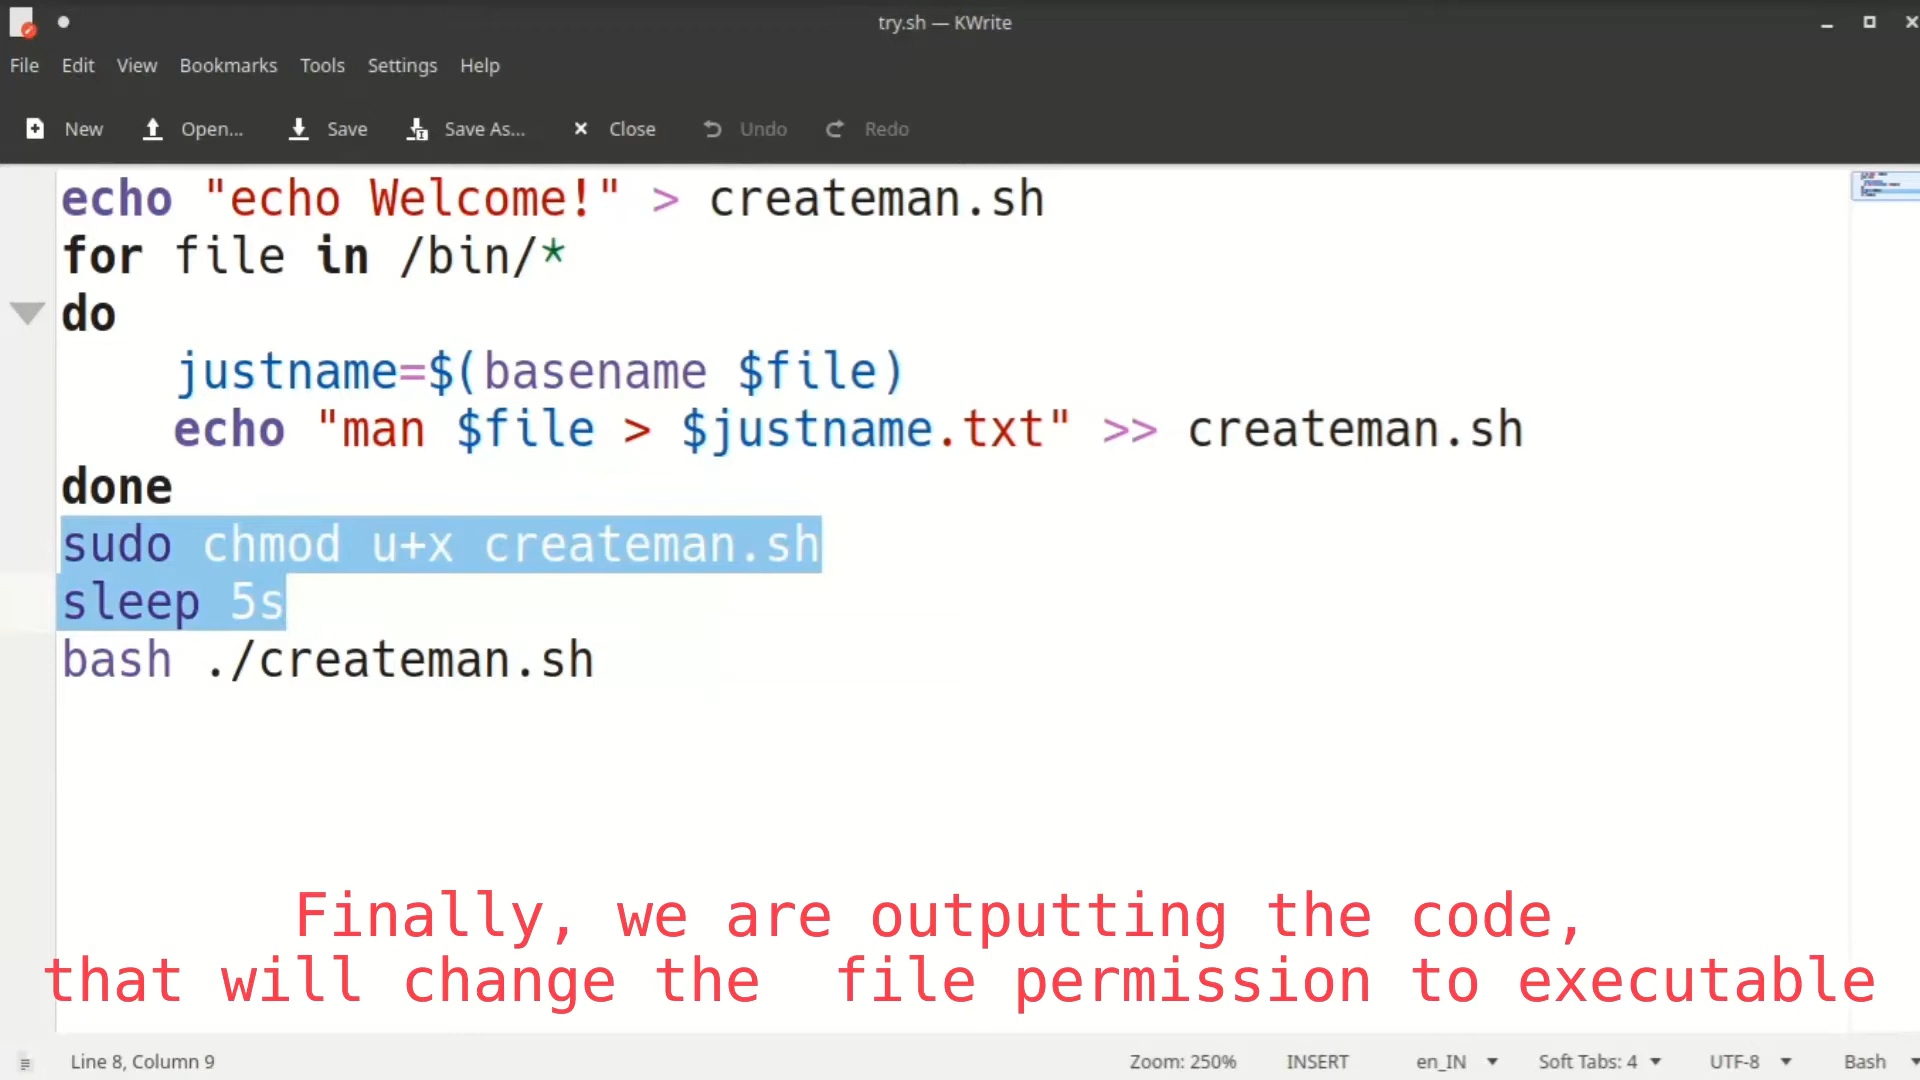 try.sh — KWrite
File Edit View Bookmarks Tools Settings Help
New Open... Save Save As... Close Undo Redo
echo "echo Welcome!" > createman.sh
for file in /bin/*
do
    justname=$(basename $file)
    echo "man $file > $justname.txt" >> createman.sh
done
sudo chmod u+x createman.sh
sleep 5s
bash ./createman.sh
Finally, we are outputting the code,
that will change the  file permission to executable
Line 8, Column 9 Zoom: 250% INSERT en_IN Soft Tabs: 4 UTF-8 Bash